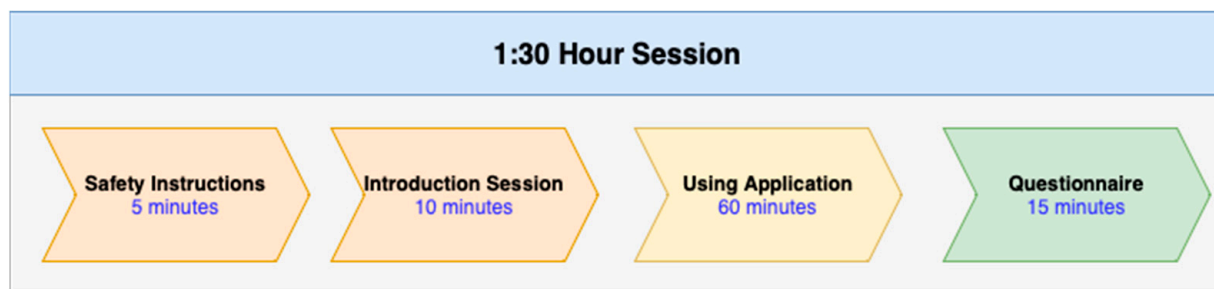 1:30 Hour Session
Safety Instructions
5 minutes
Introduction Session
10 minutes
Using Application
60 minutes
Questionnaire
15 minutes